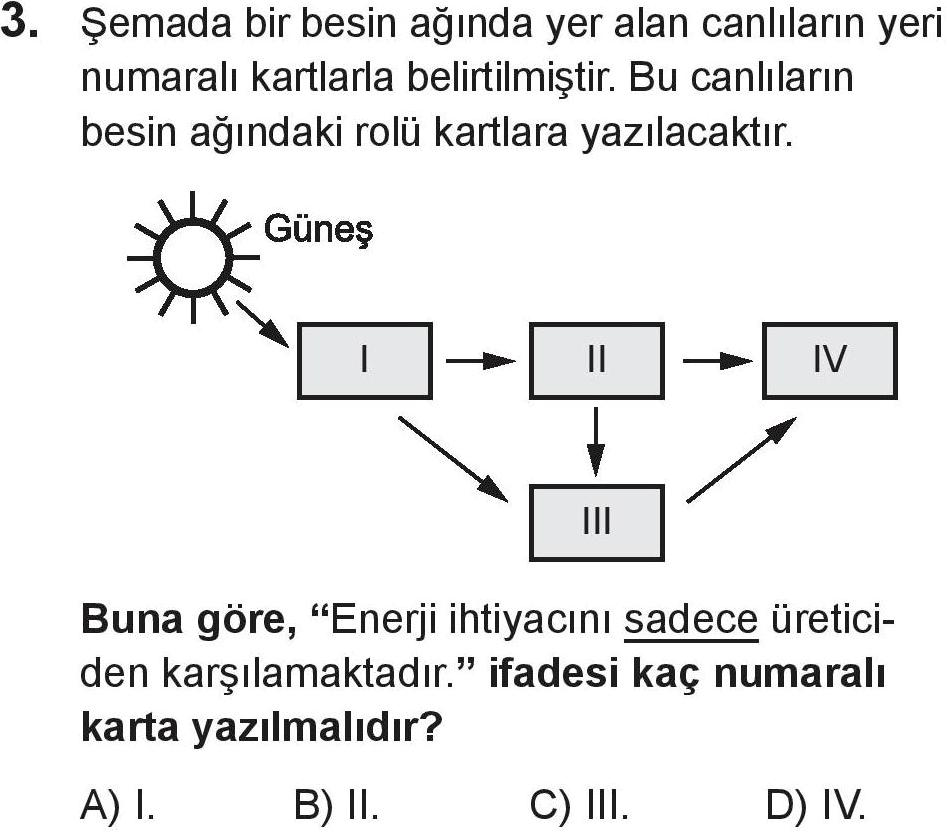 3. Şemada bir besin ağında yer alan canlıların yeri
numaralı kartlarla belirtilmiştir. Bu canlıların
besin ağındaki rolü kartlara yazılacaktır.
Güneş
I
II
IV
III
Buna göre, “Enerji ihtiyacını sadece üretici-
den karşılamaktadır.” ifadesi kaç numaralı
karta yazılmalıdır?
A) I. B) II. C) III. D) IV.